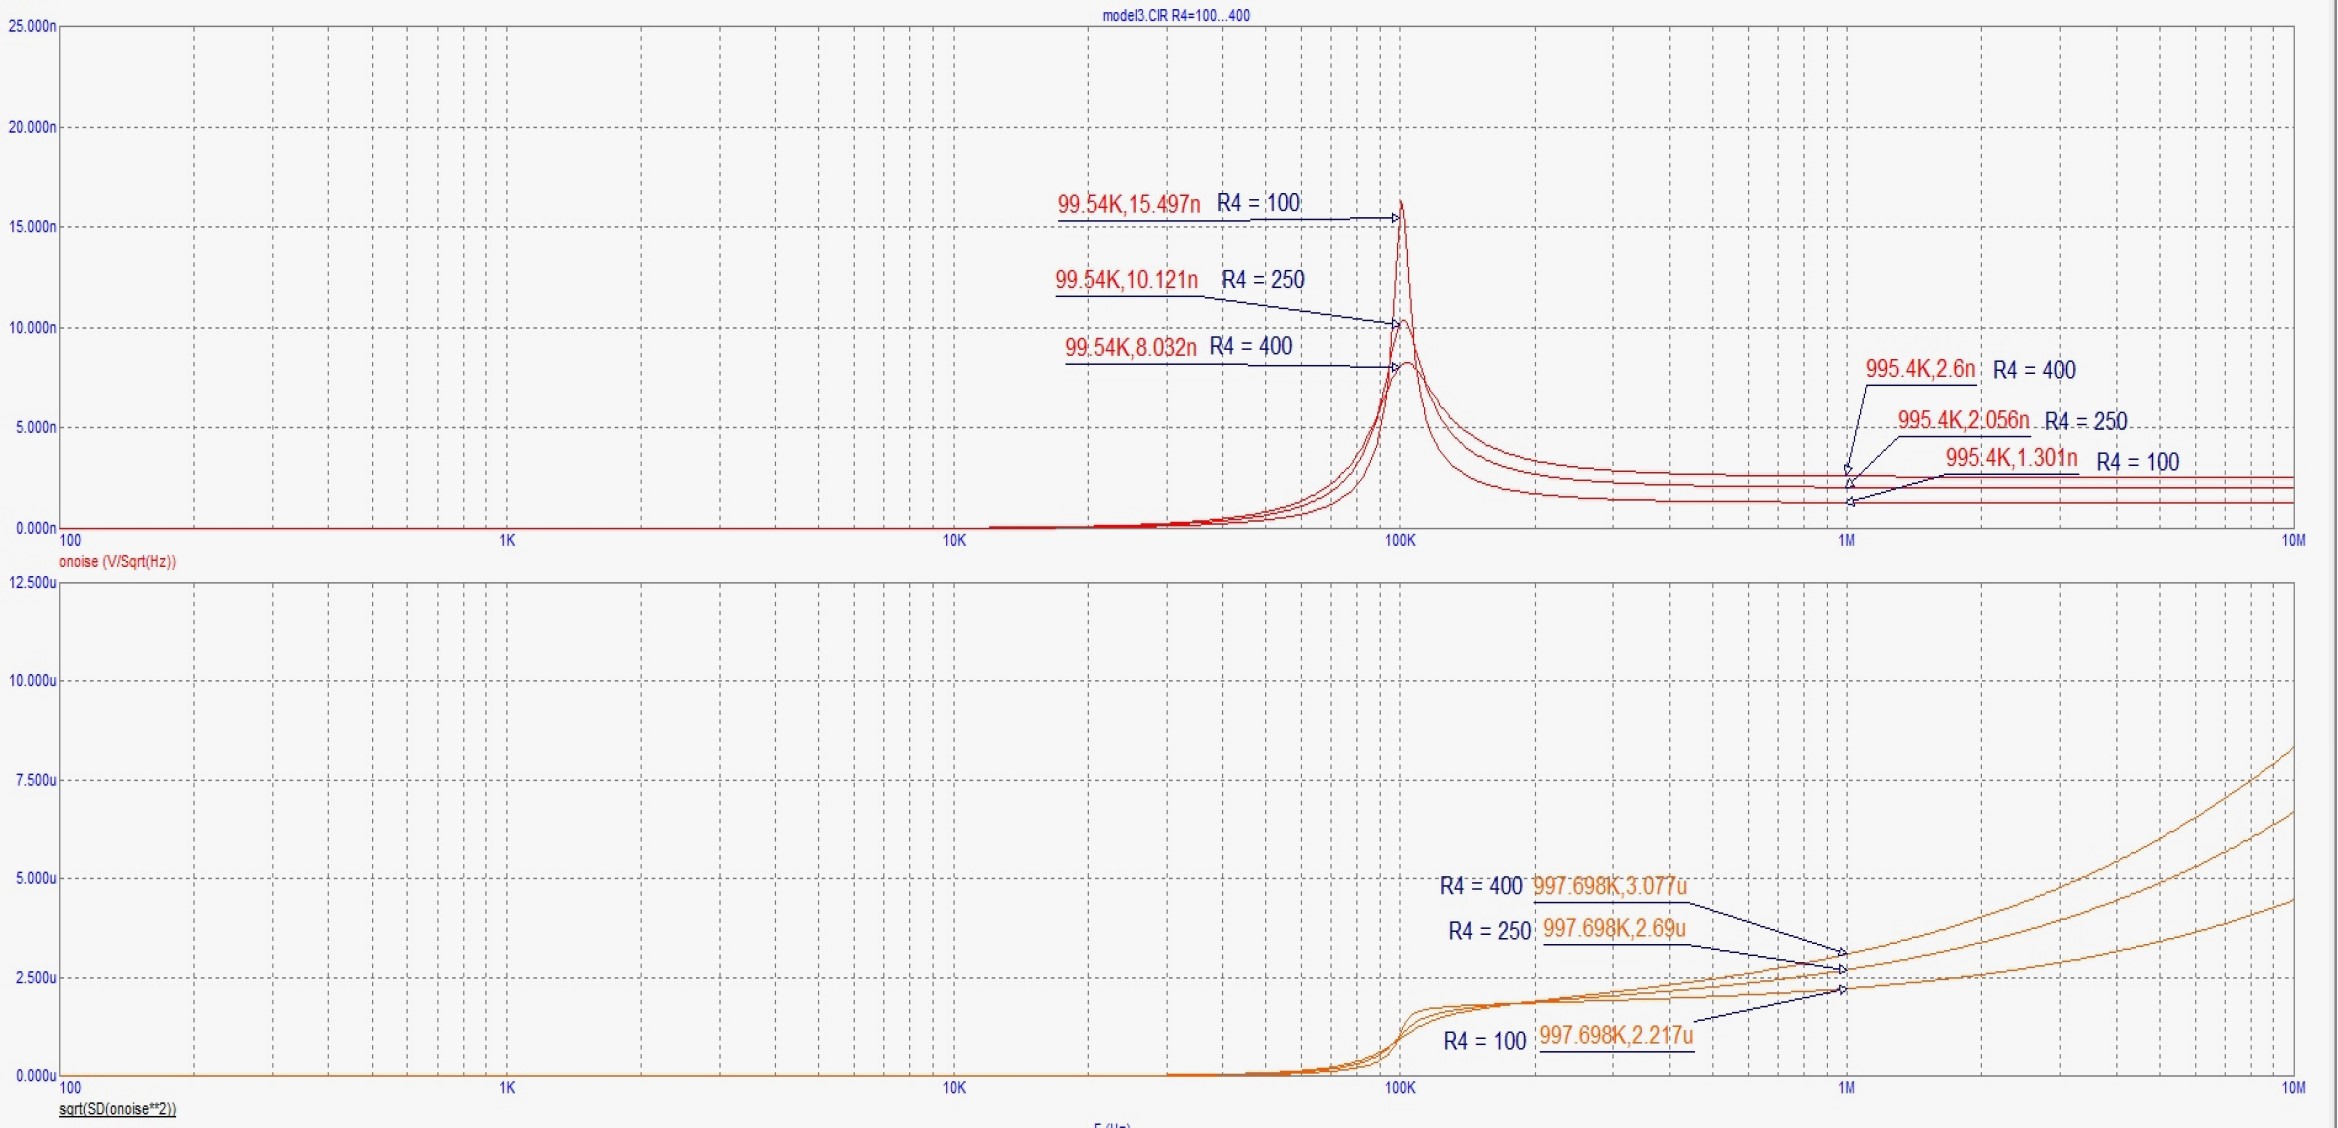 model3.CIR R4=100...400
25.000n
20.000n
15.000n
10.000n
5.000n
0.000n
99.54K,15.497n R4 = 100
99.54K,10.121n R4 = 250
99.54K,8.032n R4 = 400
995.4K,2.6n R4 = 400
995.4K,2.056n R4 = 250
995.4K,1.301n R4 = 100
100 1K 10K 100K 1M 10M
onoise (V/Sqrt(Hz))
12.500u
10.000u
7.500u
5.000u
2.500u
0.000u
R4 = 400 997.698K,3.077u
R4 = 250 997.698K,2.69u
R4 = 100 997.698K,2.217u
100 1K 10K 100K 1M 10M
sqrt(SD(onoise**2))
F (Hz)